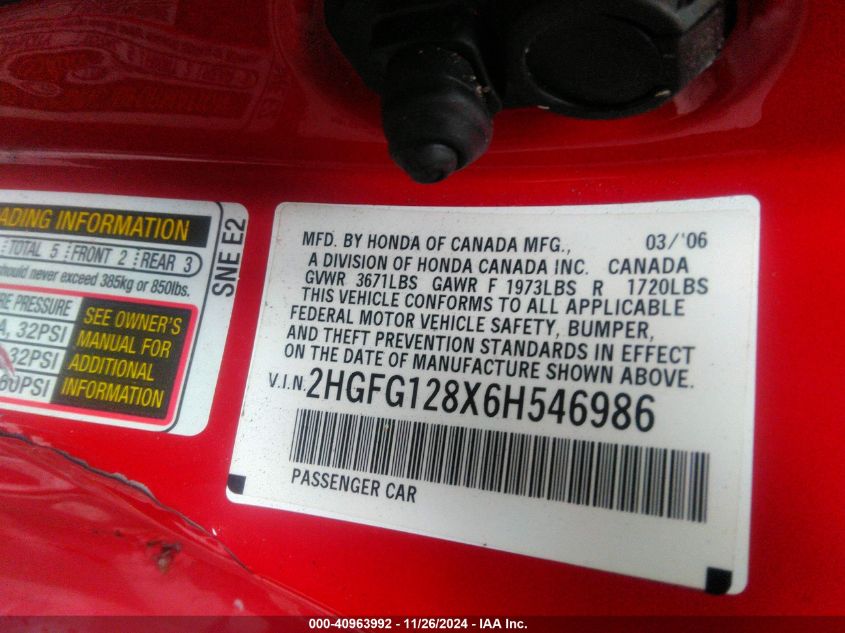 ADING INFORMATION
TOTAL 5 FRONT 2 REAR 3
hould never exceed 385kg or 850lbs.
RE PRESSURE
A, 32PSI
32PSI
60PSI
SEE OWNER'S
MANUAL FOR
ADDITIONAL
INFORMATION
SNE E2
MFD. BY HONDA OF CANADA MFG., 03/'06
A DIVISION OF HONDA CANADA INC. CANADA
GVWR 3671LBS GAWR F 1973LBS R 1720LBS
THIS VEHICLE CONFORMS TO ALL APPLICABLE
FEDERAL MOTOR VEHICLE SAFETY, BUMPER,
AND THEFT PREVENTION STANDARDS IN EFFECT
ON THE DATE OF MANUFACTURE SHOWN ABOVE.
V.I.N. 2HGFG128X6H546986
PASSENGER CAR
000-40963992 - 11/26/2024 - IAA Inc.